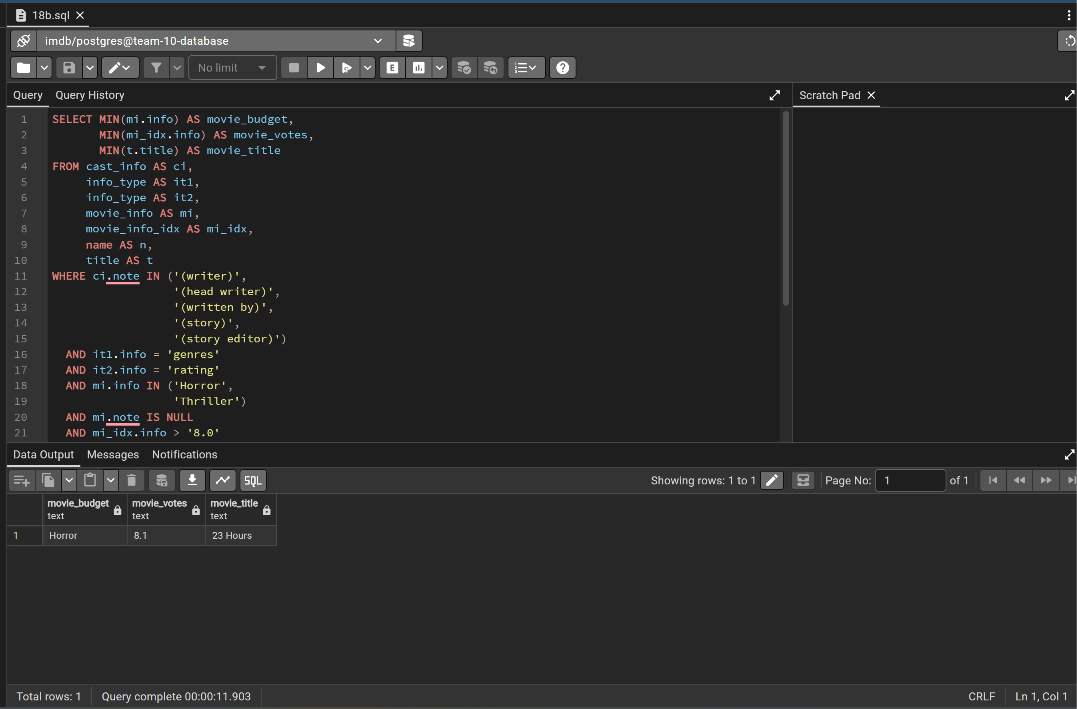 18b.sql
imdb/postgres@team-10-database
No limit
E
Query Query History
Scratch Pad
1 SELECT MIN(mi.info) AS movie_budget,
2 MIN(mi_idx.info) AS movie_votes,
3 MIN(t.title) AS movie_title
4 FROM cast_info AS ci,
5 info_type AS it1,
6 info_type AS it2,
7 movie_info AS mi,
8 movie_info_idx AS mi_idx,
9 name AS n,
10 title AS t
11 WHERE ci.note IN ('(writer)',
12 '(head writer)',
13 '(written by)',
14 '(story)',
15 '(story editor)')
16 AND it1.info = 'genres'
17 AND it2.info = 'rating'
18 AND mi.info IN ('Horror',
19 'Thriller')
20 AND mi.note IS NULL
21 AND mi_idx.info > '8.0'
Data Output Messages Notifications
SQL Showing rows: 1 to 1 Page No: 1 of 1
movie_budget movie_votes movie_title
text text text
1 Horror 8.1 23 Hours
Total rows: 1 Query complete 00:00:11.903 CRLF Ln 1, Col 1